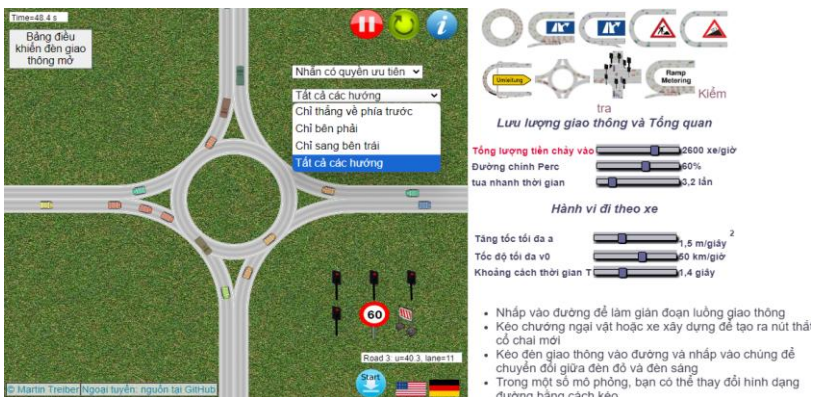 Time=48.4 s
Bảng điều
khiển đèn giao
thông mở
Nhẫn có quyền ưu tiên
Tất cả các hướng
Chỉ thẳng về phía trước
Chỉ bên phải
Chỉ sang bên trái
Tất cả các hướng
60
Road 3: u=40.3, lane=11
Start
© Martin Treiber Ngoại tuyến: nguồn tại GitHub
Umleitung
Ramp
Metering
Kiểm
tra
Lưu lượng giao thông và Tổng quan
Tổng lượng tiền chảy vào 2600 xe/giờ
Đường chính Perc 60%
tua nhanh thời gian 3,2 lần
Hành vi đi theo xe
Tăng tốc tối đa a 1,5 m/giây 2
Tốc độ tối đa v0 60 km/giờ
Khoảng cách thời gian T 1,4 giây
• Nhấp vào đường để làm gián đoạn luồng giao thông
• Kéo chướng ngại vật hoặc xe xây dựng để tạo ra nút thắt
cổ chai mới
• Kéo đèn giao thông vào đường và nhấp vào chúng để
chuyển đổi giữa đèn đỏ và đèn sáng
• Trong một số mô phỏng, bạn có thể thay đổi hình dạng
đường bằng cách kéo